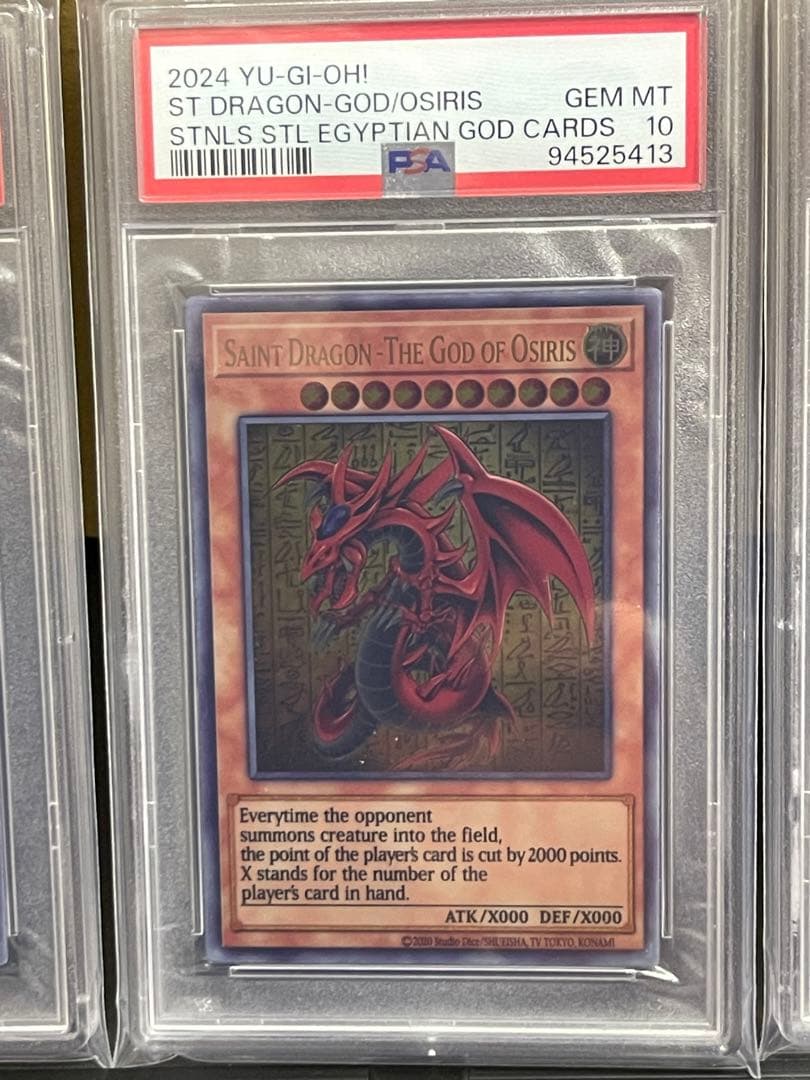 2024 YU-GI-OH!
ST DRAGON-GOD/OSIRIS GEM MT
STNLS STL EGYPTIAN GOD CARDS 10
PSA 94525413
SAINT DRAGON -THE GOD OF OSIRIS 神
Everytime the opponent
summons creature into the field,
the point of the player's card is cut by 2000 points.
X stands for the number of the
player's card in hand.
ATK/X000 DEF/X000
©2020 Studio Dice/SHUEISHA, TV TOKYO, KONAMI